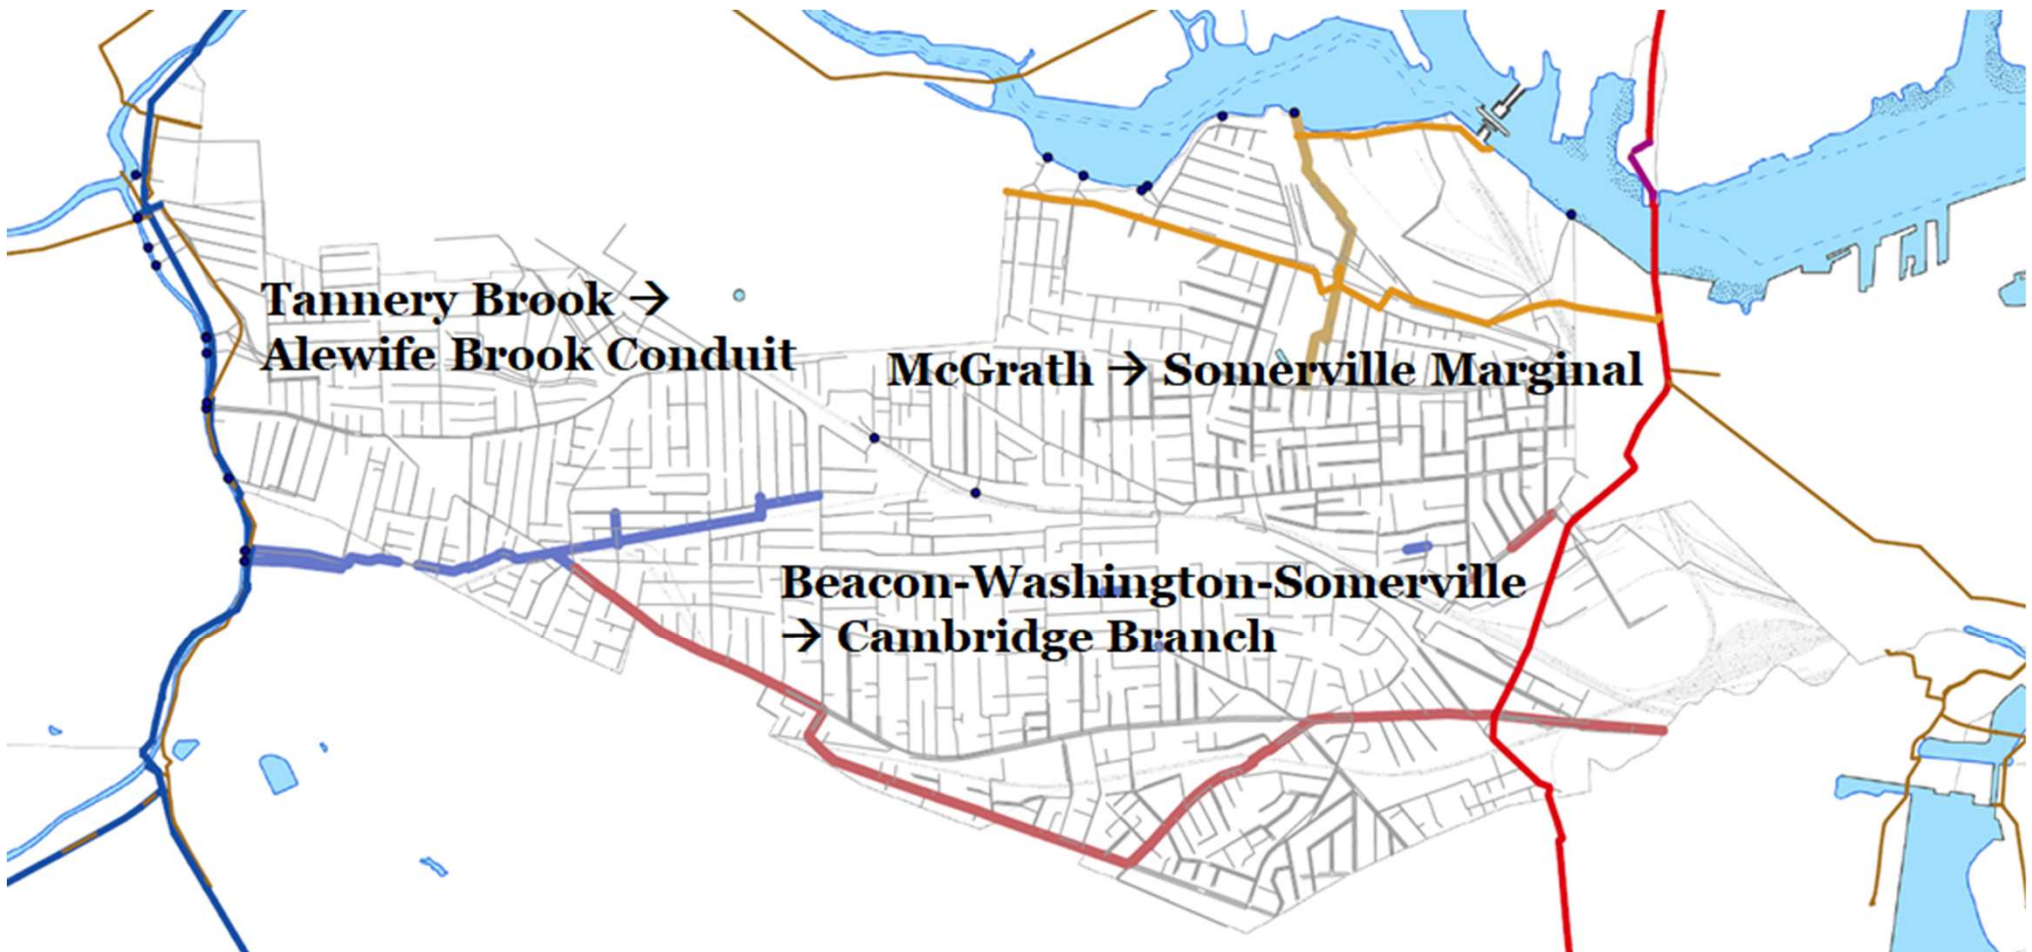 Tannery Brook →
Alewife Brook Conduit
McGrath → Somerville Marginal
Beacon-Washington-Somerville
→ Cambridge Branch